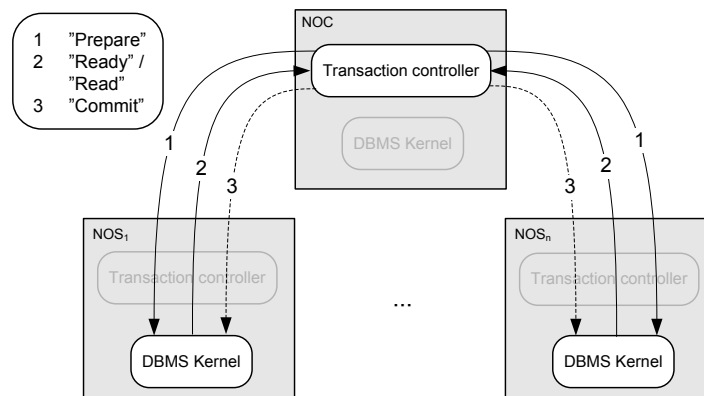 NOC
1 ”Prepare”
2 ”Ready” /
”Read”
3 ”Commit”
Transaction controller
DBMS Kernel
1
2
3
3
2
1
NOS₁
Transaction controller
DBMS Kernel
...
NOSₙ
Transaction controller
DBMS Kernel